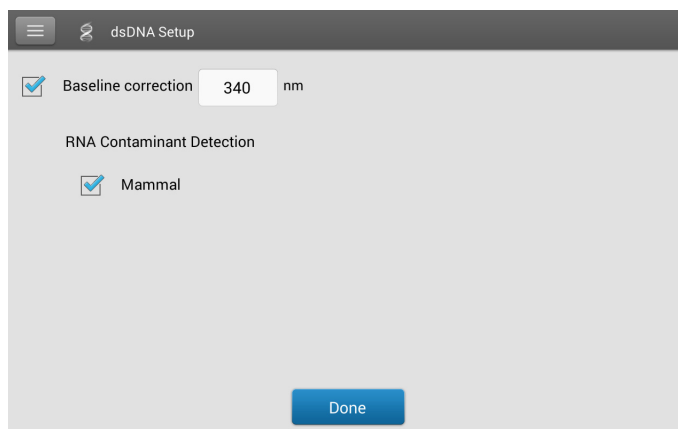 dsDNA Setup
Baseline correction 340 nm
RNA Contaminant Detection
Mammal
Done